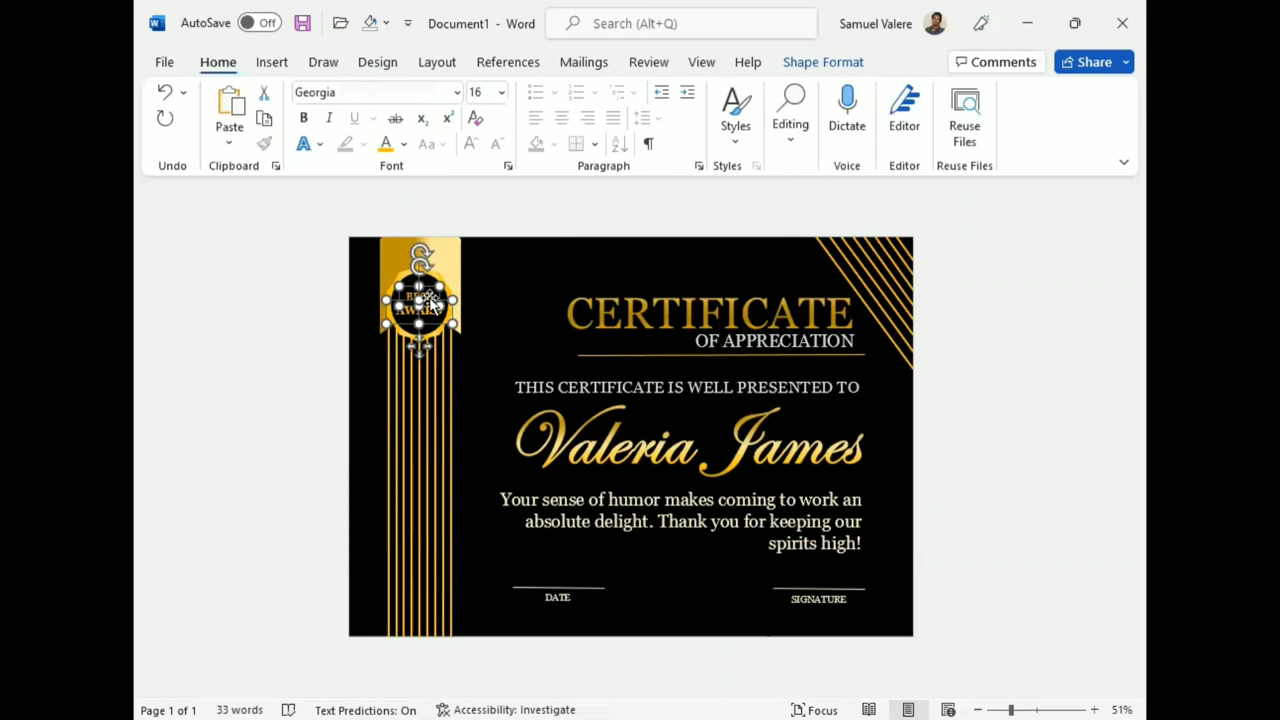 AutoSave Off Document1 - Word Search (Alt+Q) Samuel Valere
File Home Insert Draw Design Layout References Mailings Review View Help Shape Format Comments Share
Georgia 16
Paste Styles Editing Dictate Editor Reuse Files
Undo Clipboard Font Paragraph Styles Voice Editor Reuse Files
AWARD
CERTIFICATE
OF APPRECIATION
THIS CERTIFICATE IS WELL PRESENTED TO
Valeria James
Your sense of humor makes coming to work an
absolute delight. Thank you for keeping our
spirits high!
DATE SIGNATURE
Page 1 of 1 33 words Text Predictions: On Accessibility: Investigate Focus 51%